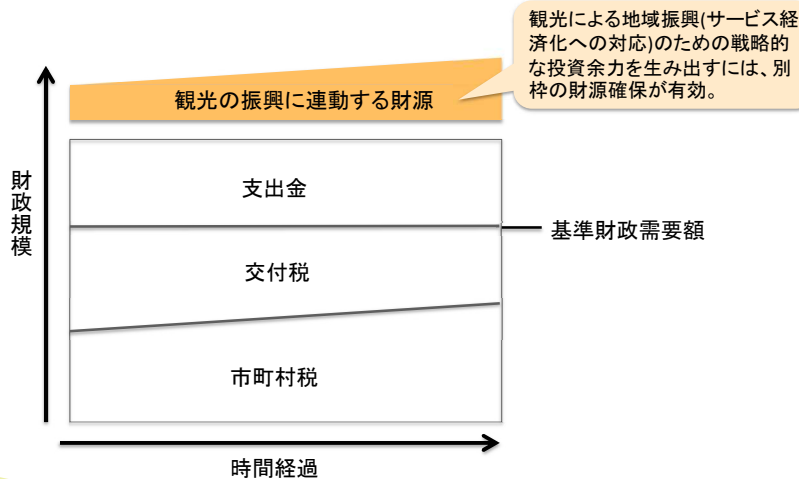 観光による地域振興(サービス経
済化への対応)のための戦略的
な投資余力を生み出すには、別
枠の財源確保が有効。
観光の振興に連動する財源
支出金
基準財政需要額
交付税
市町村税
財政規模
時間経過